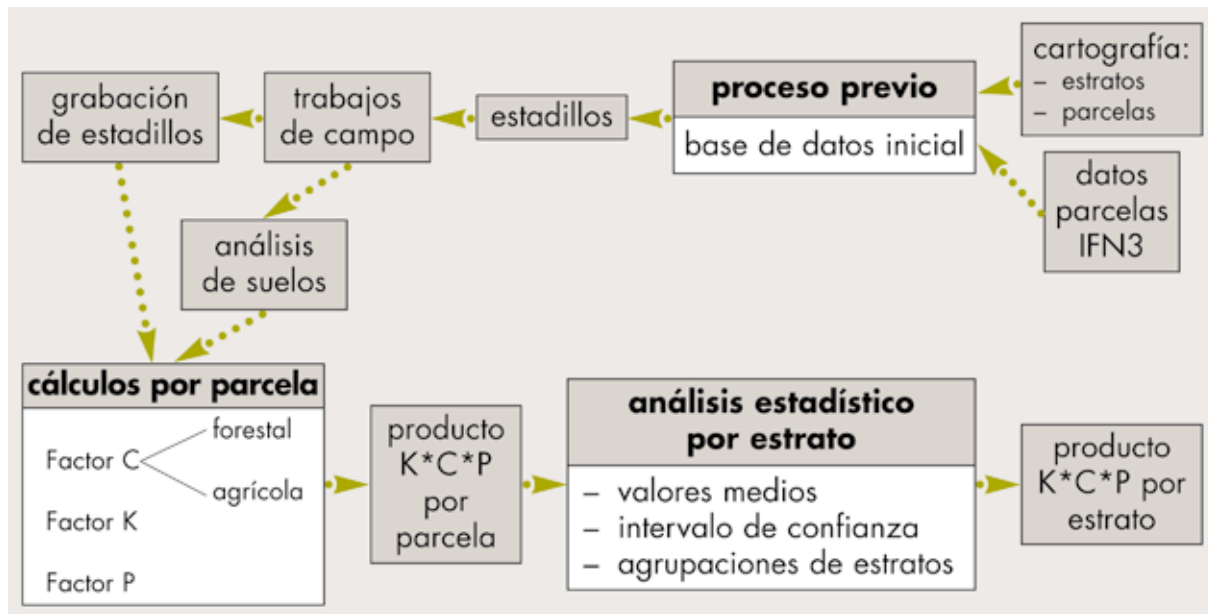 grabación
de estadillos
trabajos
de campo
estadillos
proceso previo
base de datos inicial
cartografía:
– estratos
– parcelas
datos
parcelas
IFN3
análisis
de suelos
cálculos por parcela
Factor C
forestal
agrícola
Factor K
Factor P
producto
K*C*P
por
parcela
análisis estadístico
por estrato
– valores medios
– intervalo de confianza
– agrupaciones de estratos
producto
K*C*P por
estrato